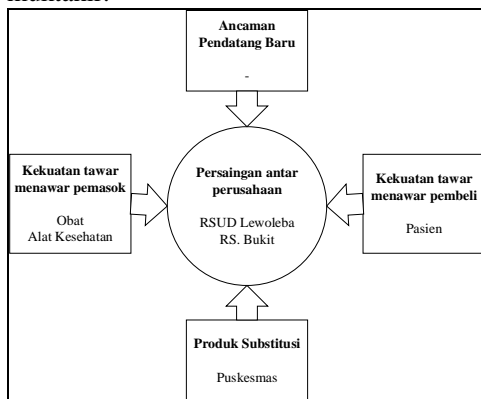 Ancaman
Pendatang Baru
-
Kekuatan tawar
menawar pemasok
Obat
Alat Kesehatan
Persaingan antar
perusahaan
RSUD Lewoleba
RS. Bukit
Kekuatan tawar
menawar pembeli
Pasien
Produk Substitusi
Puskesmas